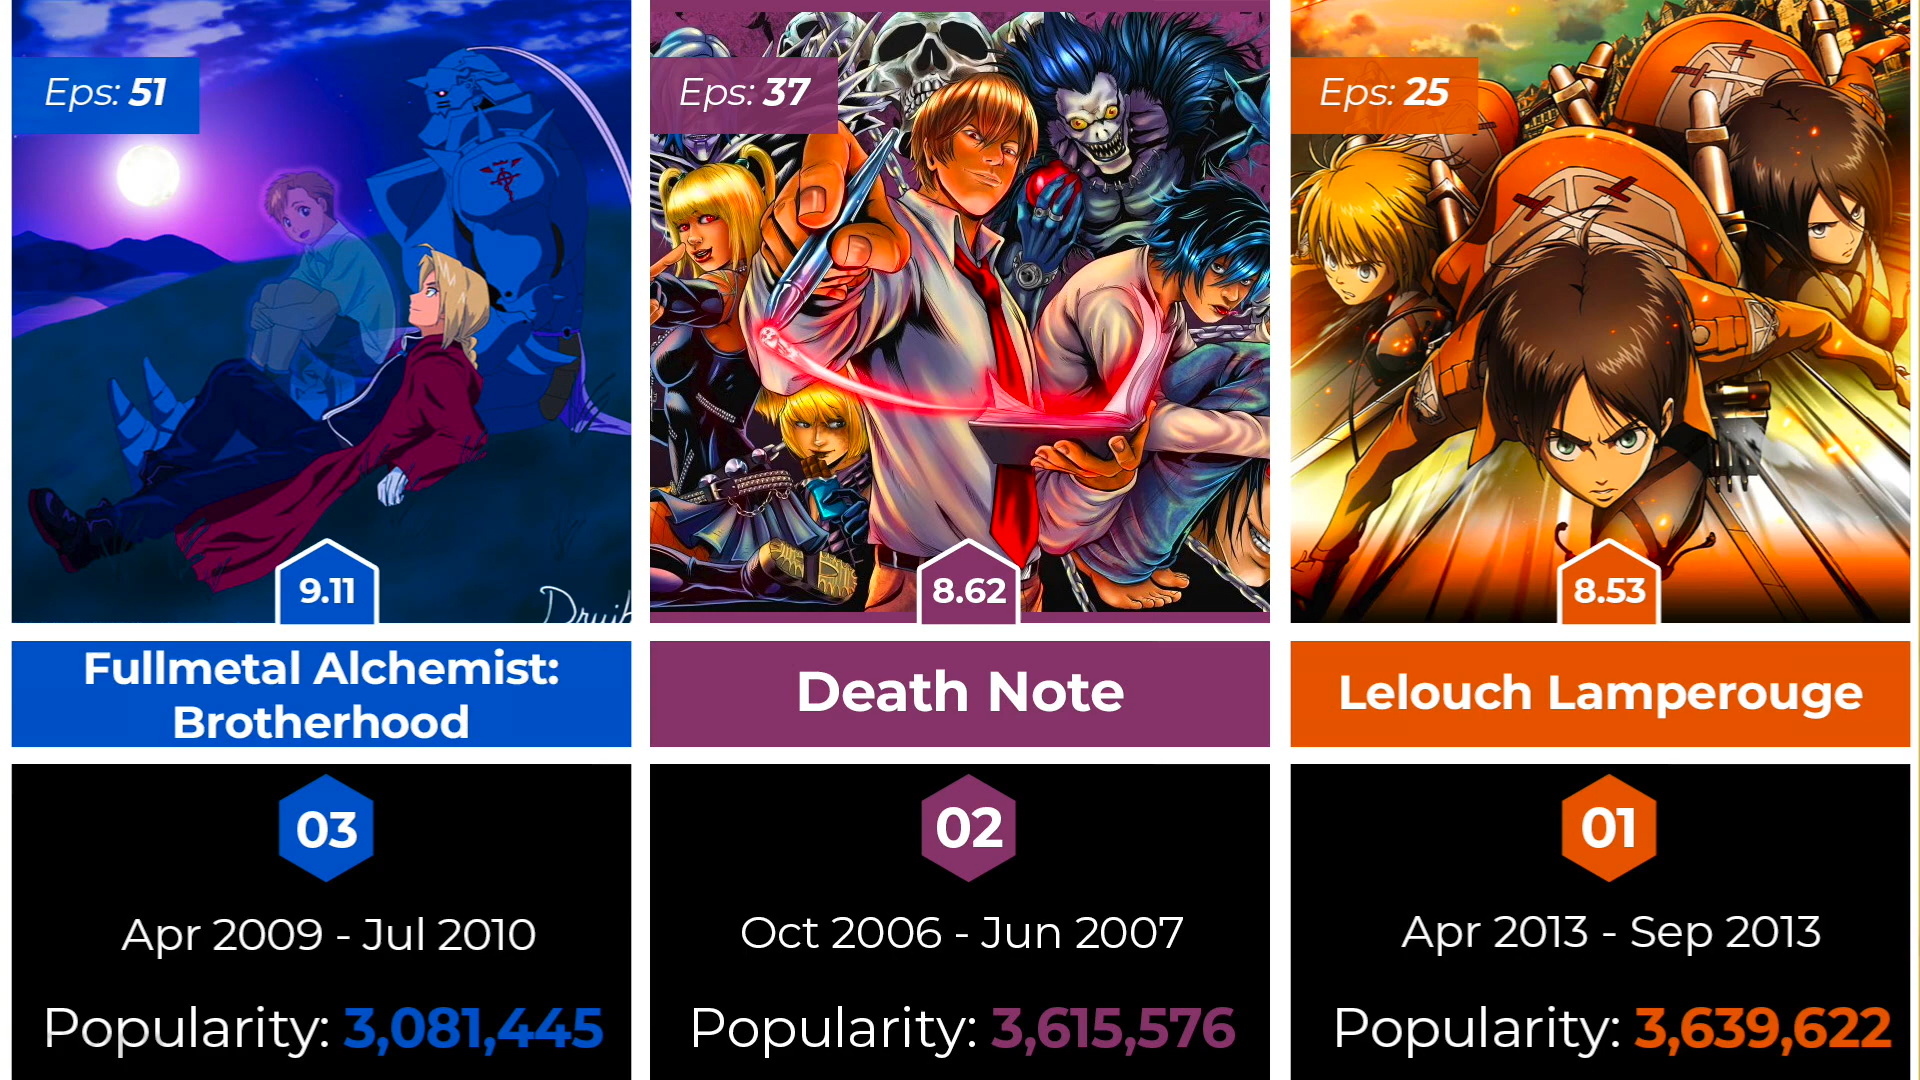 Eps: 51
9.11
Fullmetal Alchemist:
Brotherhood
03
Apr 2009 - Jul 2010
Popularity: 3,081,445
Eps: 37
8.62
Death Note
02
Oct 2006 - Jun 2007
Popularity: 3,615,576
Eps: 25
8.53
Lelouch Lamperouge
01
Apr 2013 - Sep 2013
Popularity: 3,639,622